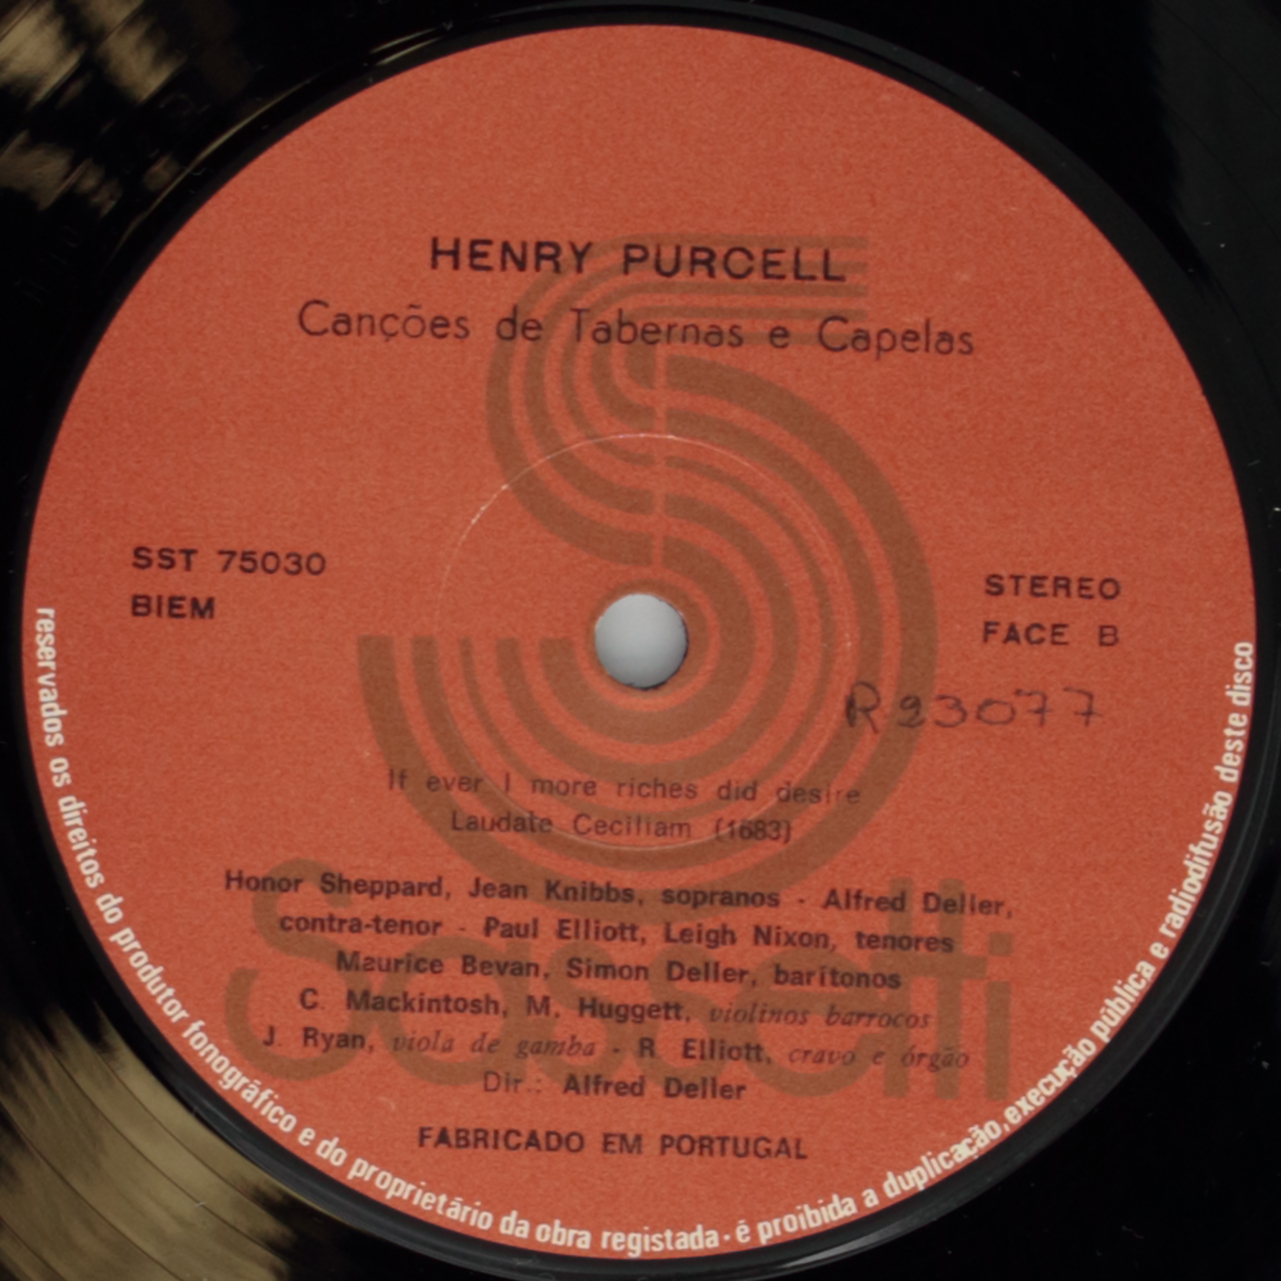 HENRY PURCELL
Canções de Tabernas e Capelas
SST 75030
BIEM
STEREO
FACE B
R 23077
If ever I more riches did desire
Laudate Ceciliam (1683)
Honor Sheppard, Jean Knibbs, sopranos - Alfred Deller,
contra-tenor - Paul Elliott, Leigh Nixon, tenores
Maurice Bevan, Simon Deller, barítonos
C. Mackintosh, M. Huggett, violinos barrocos
J. Ryan, viola de gamba - R. Elliott, cravo e órgão
Dir.: Alfred Deller
Sassetti
FABRICADO EM PORTUGAL
reservados os direitos do produtor fonográfico e do proprietário da obra registada - é proibida a duplicação, execução pública e radiodifusão deste disco